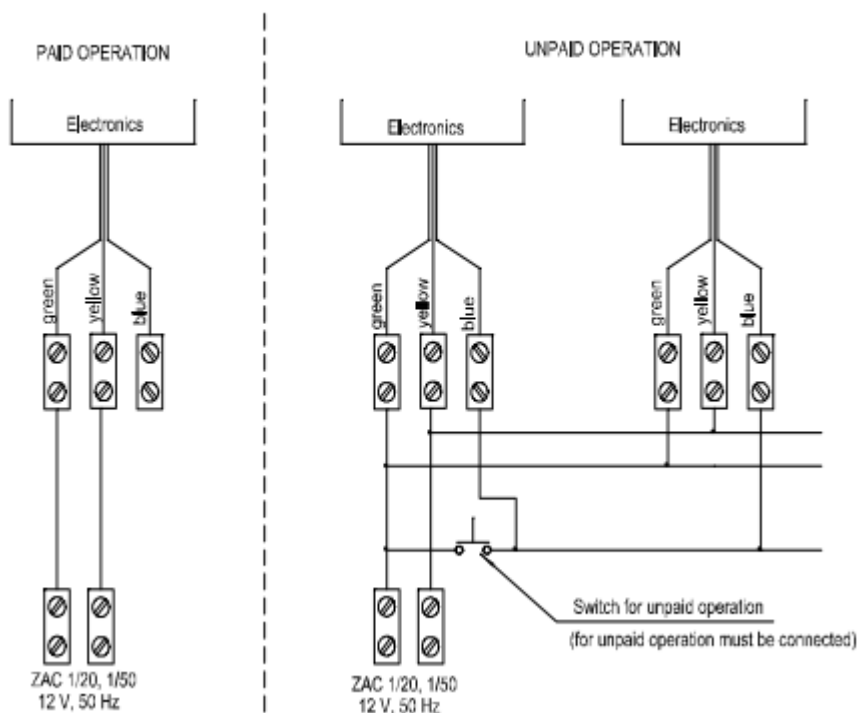 PAID OPERATION
Electronics
green
yellow
blue
ZAC 1/20, 1/50
12 V, 50 Hz
UNPAID OPERATION
Electronics
Electronics
green
yellow
blue
green
yellow
blue
Switch for unpaid operation
(for unpaid operation must be connected)
ZAC 1/20, 1/50
12 V, 50 Hz